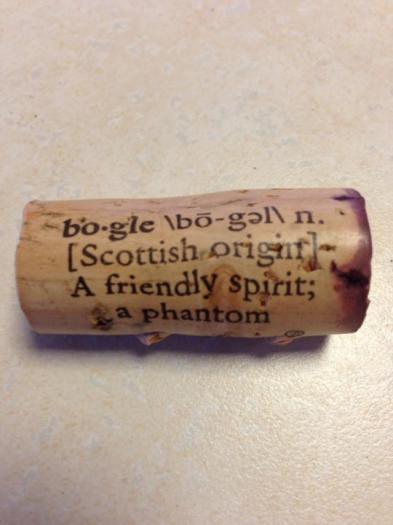 bo·gle \bō-gəl\ n.
[Scottish origin]
A friendly spirit;
a phantom
®